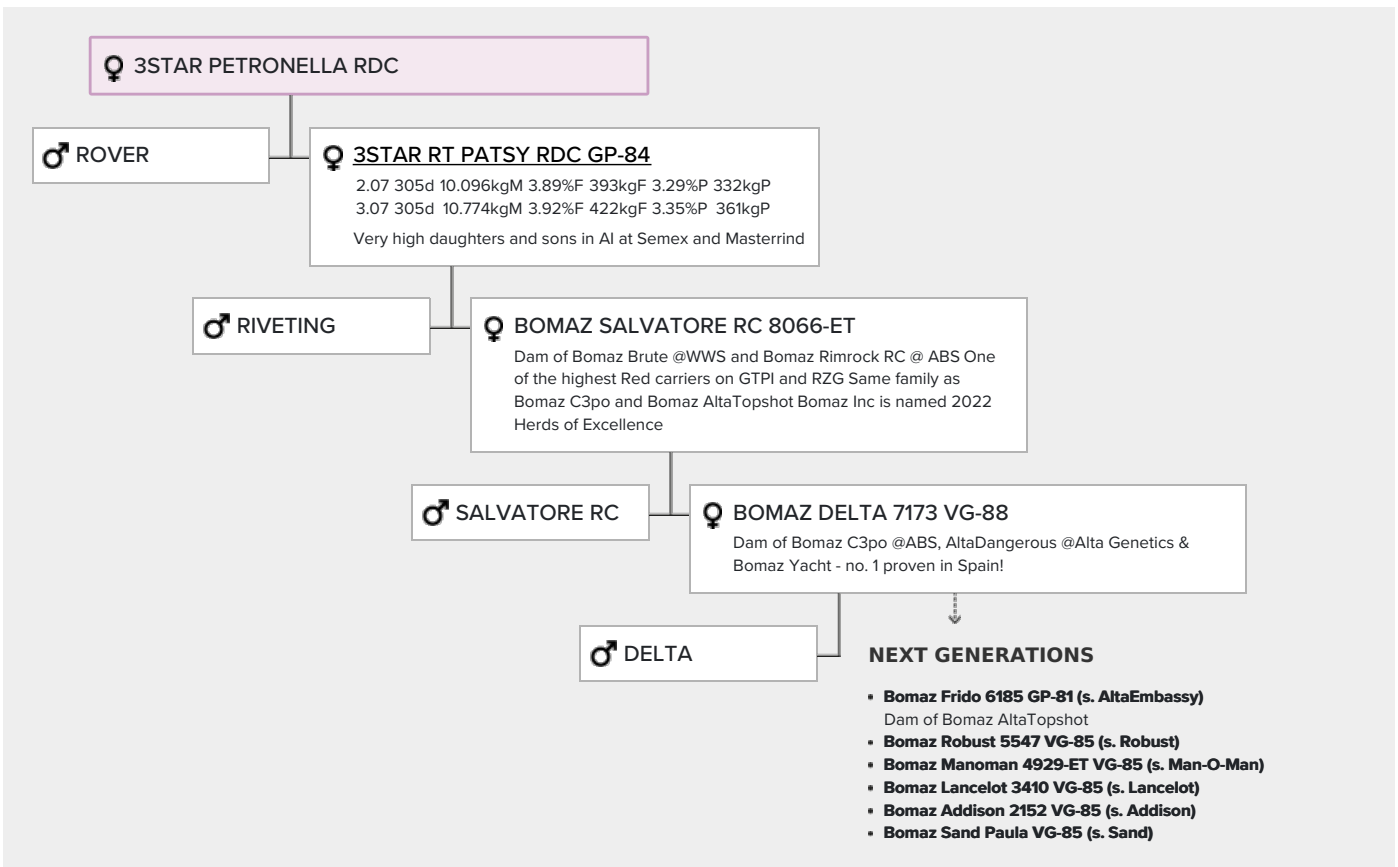 3STAR PETRONELLA RDC
ROVER
3STAR RT PATSY RDC GP-84
2.07 305d 10.096kgM 3.89%F 393kgF 3.29%P 332kgP
3.07 305d 10.774kgM 3.92%F 422kgF 3.35%P 361kgP
Very high daughters and sons in AI at Semex and Masterrind
RIVETING
BOMAZ SALVATORE RC 8066-ET
Dam of Bomaz Brute @WWS and Bomaz Rimrock RC @ ABS One
of the highest Red carriers on GTPI and RZG Same family as
Bomaz C3po and Bomaz AltaTopshot Bomaz Inc is named 2022
Herds of Excellence
SALVATORE RC
BOMAZ DELTA 7173 VG-88
Dam of Bomaz C3po @ABS, AltaDangerous @Alta Genetics &
Bomaz Yacht - no. 1 proven in Spain!
DELTA
NEXT GENERATIONS
• Bomaz Frido 6185 GP-81 (s. AltaEmbassy)
Dam of Bomaz AltaTopshot
• Bomaz Robust 5547 VG-85 (s. Robust)
• Bomaz Manoman 4929-ET VG-85 (s. Man-O-Man)
• Bomaz Lancelot 3410 VG-85 (s. Lancelot)
• Bomaz Addison 2152 VG-85 (s. Addison)
• Bomaz Sand Paula VG-85 (s. Sand)